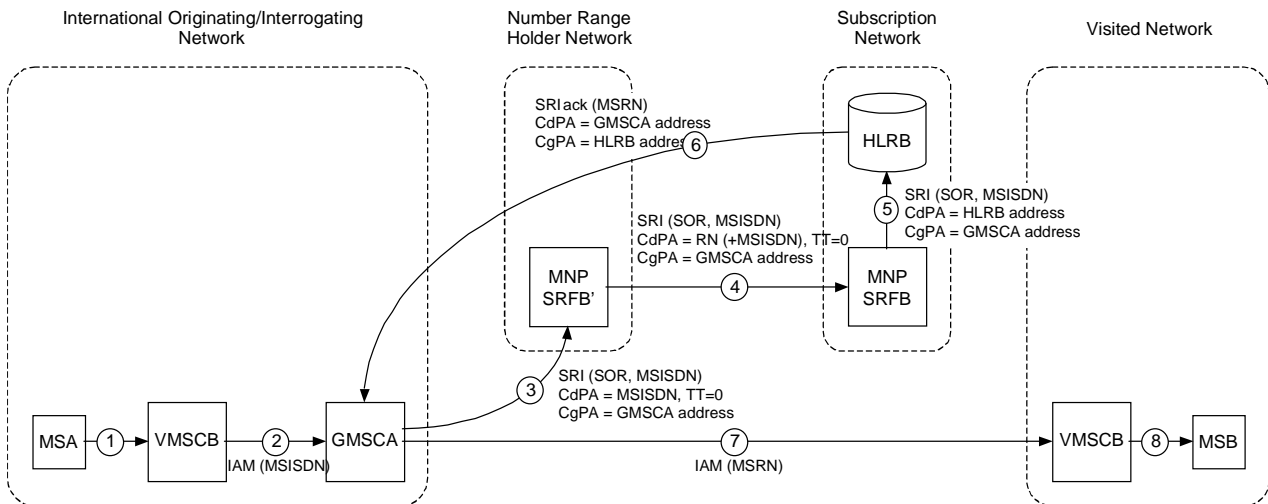 International Originating/Interrogating
Network
Number Range
Holder Network
Subscription
Network
Visited Network
SRIack (MSRN)
CdPA = GMSCA address
CgPA = HLRB address
6
HLRB
5
SRI (SOR, MSISDN)
CdPA = HLRB address
CgPA = GMSCA address
SRI (SOR, MSISDN)
CdPA = RN (+MSISDN), TT=0
CgPA = GMSCA address
4
MNP
SRFB'
MNP
SRFB
3
SRI (SOR, MSISDN)
CdPA = MSISDN, TT=0
CgPA = GMSCA address
MSA
1
VMSCB
2
IAM (MSISDN)
GMSCA
7
IAM (MSRN)
VMSCB
8
MSB